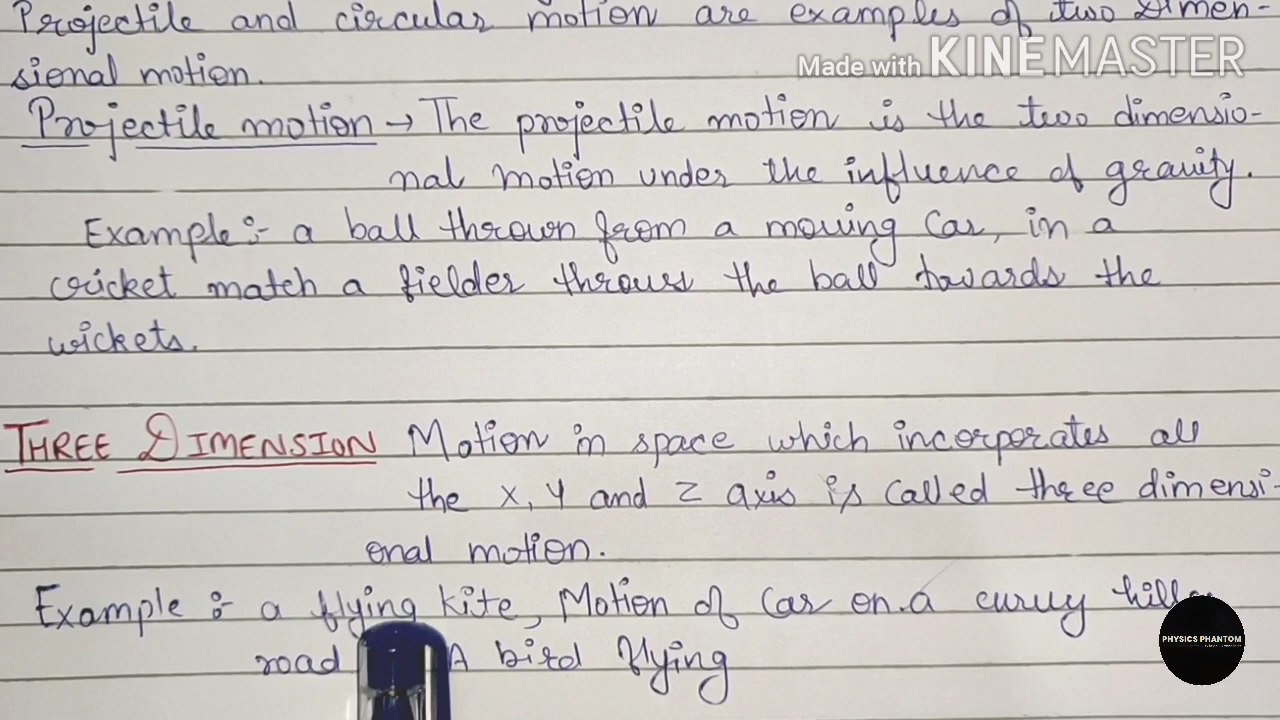 Projectile and circular motion are examples of two dimen-
sional motion.
Made with KINEMASTER
Projectile motion → The projectile motion is the two dimensio-
nal motion under the influence of gravity.
Example:- a ball thrown from a moving Car, in a
cricket match a fielder throws the ball towards the
wickets.
THREE DIMENSION Motion in space which incorporates all
the X, Y and Z axis is called three dimensi-
onal motion.
Example :- a flying kite, Motion of Car on a curvy
PHYSICS PHANTOM
road A bird flying